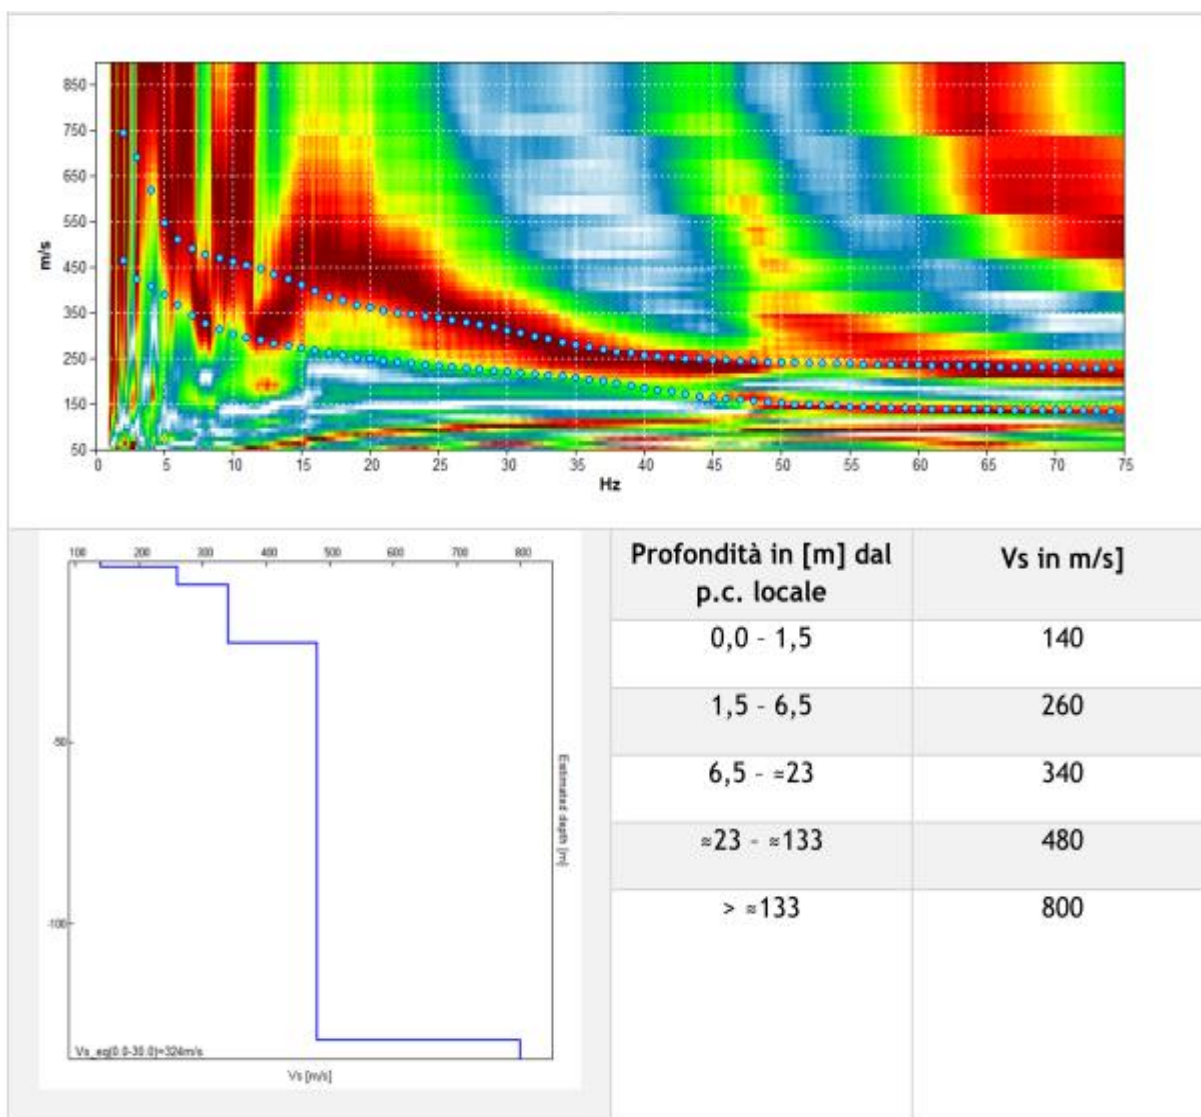 850
750
650
550
450
350
250
150
50
m/s
0 5 10 15 20 25 30 35 40 45 50 55 60 65 70 75
Hz
100 200 300 400 500 600 700 800
-50
-100
Estimated depth [m]
Vs_eq(0.0-30.0)=324m/s
Vs [m/s]
Profondità in [m] dal
p.c. locale
Vs in m/s]
0,0 - 1,5 140
1,5 - 6,5 260
6,5 - ≈23 340
≈23 - ≈133 480
> ≈133 800